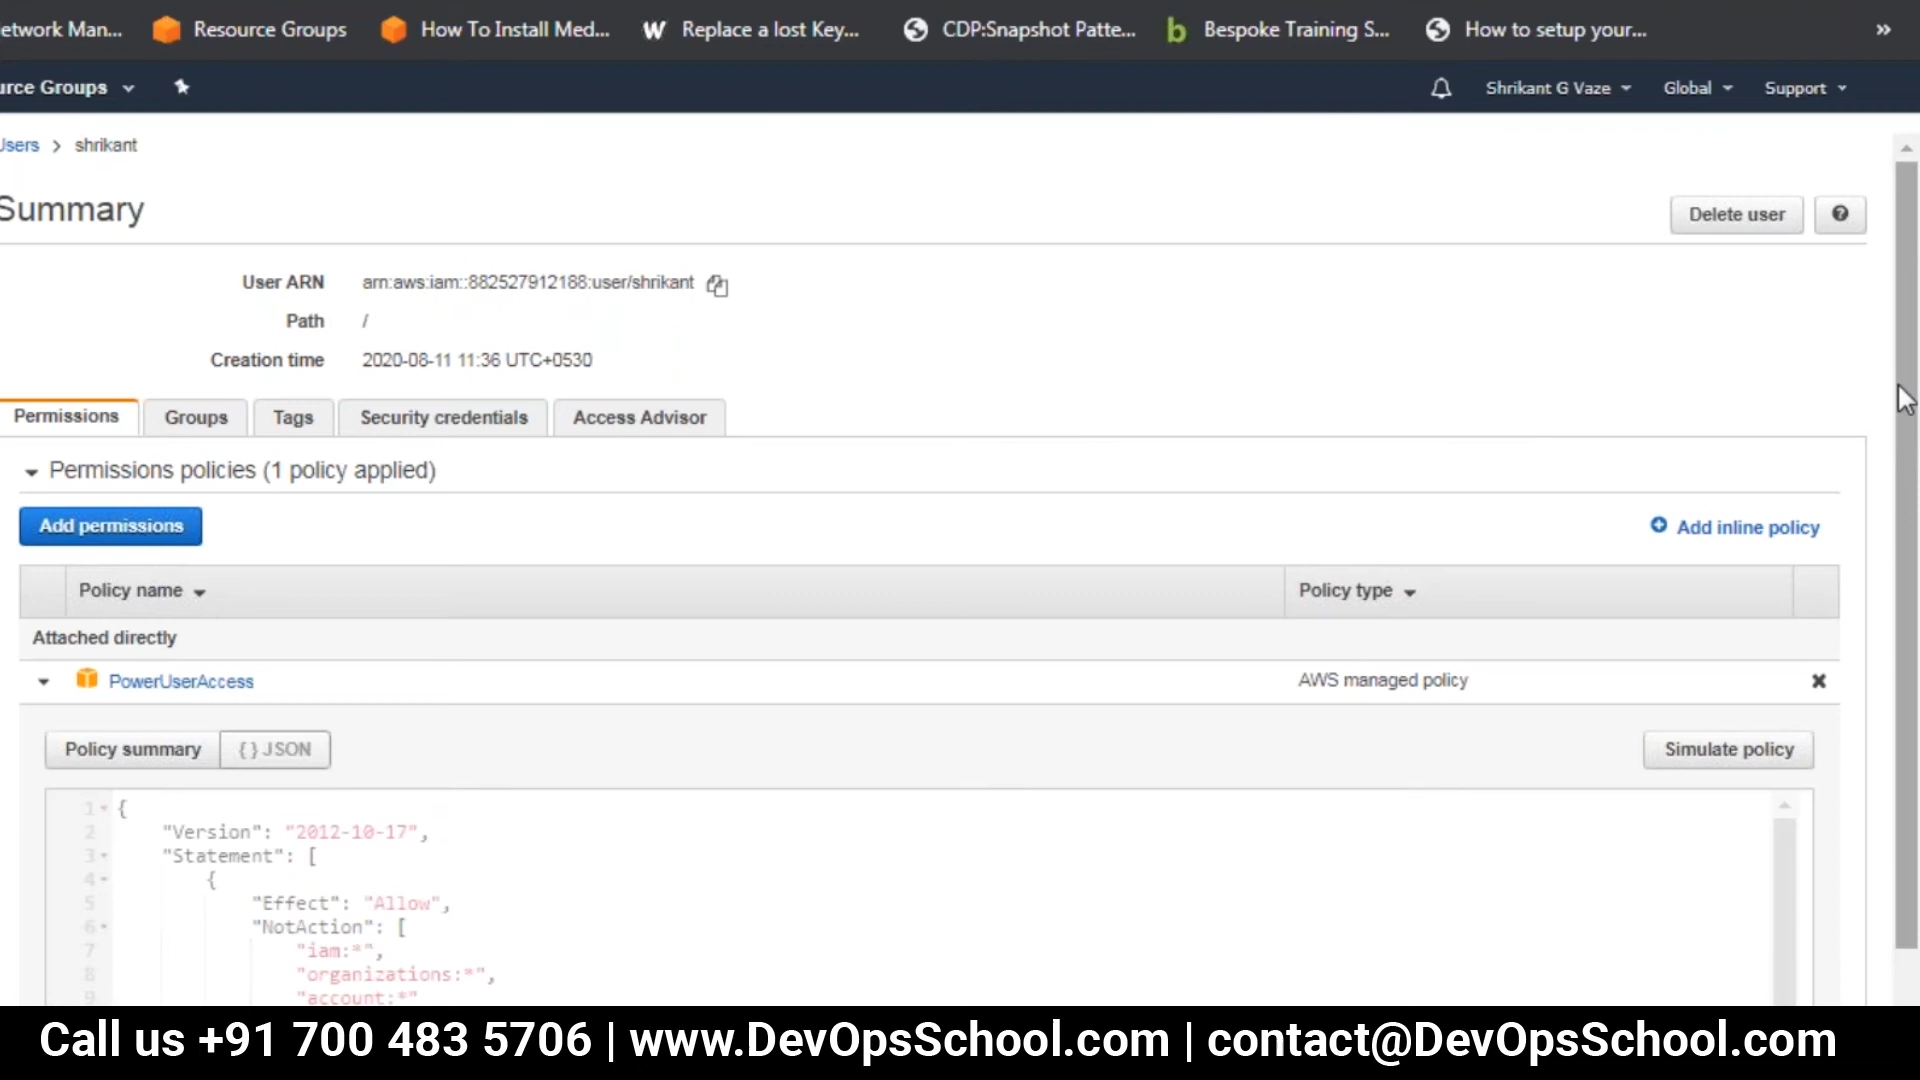 etwork Man...
Resource Groups
How To Install Med...
W
Replace a lost Key...
CDP:Snapshot Patte...
b
Bespoke Training S...
How to setup your...
»
urce Groups
Shrikant G Vaze
Global
Support
Users > shrikant
Summary
Delete user
User ARN arn:aws:iam::882527912188:user/shrikant
Path /
Creation time 2020-08-11 11:36 UTC+0530
Permissions Groups Tags Security credentials Access Advisor
Permissions policies (1 policy applied)
Add permissions
Add inline policy
Policy name
Policy type
Attached directly
PowerUserAccess
AWS managed policy
Policy summary
{ } JSON
Simulate policy
1 {
2 "Version": "2012-10-17",
3 "Statement": [
4 {
5 "Effect": "Allow",
6 "NotAction": [
7 "iam:*",
8 "organizations:*",
9 "account:*"
Call us +91 700 483 5706 | www.DevOpsSchool.com | contact@DevOpsSchool.com